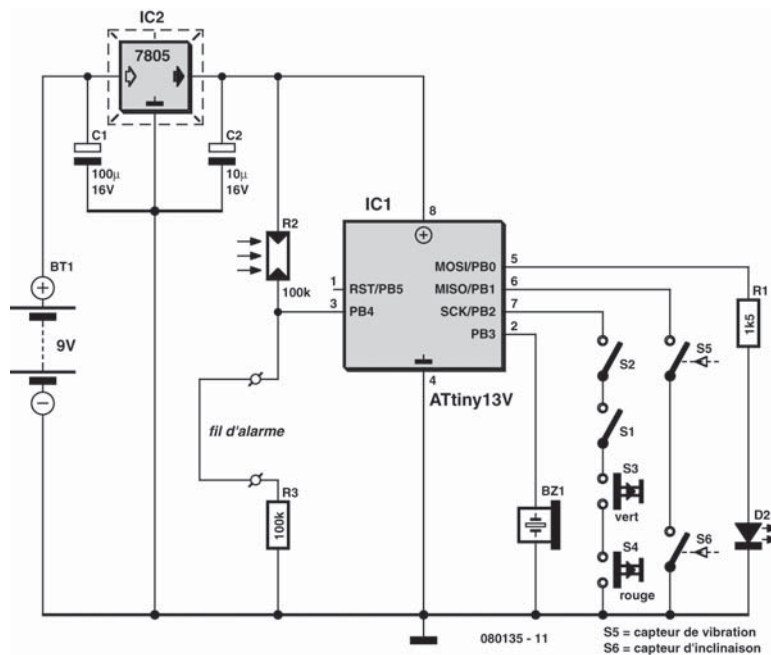 IC2
7805
C1
100µ
16V
C2
10µ
16V
R2
100k
IC1
8
5
MOSI/PB0
6
MISO/PB1
7
SCK/PB2
2
PB3
1
RST/PB5
3
PB4
4
ATtiny13V
BT1
9V
fil d'alarme
R3
100k
BZ1
S2
S1
S3
vert
S4
rouge
S5
S6
R1
1k5
D2
080135 - 11
S5 = capteur de vibration
S6 = capteur d'inclinaison